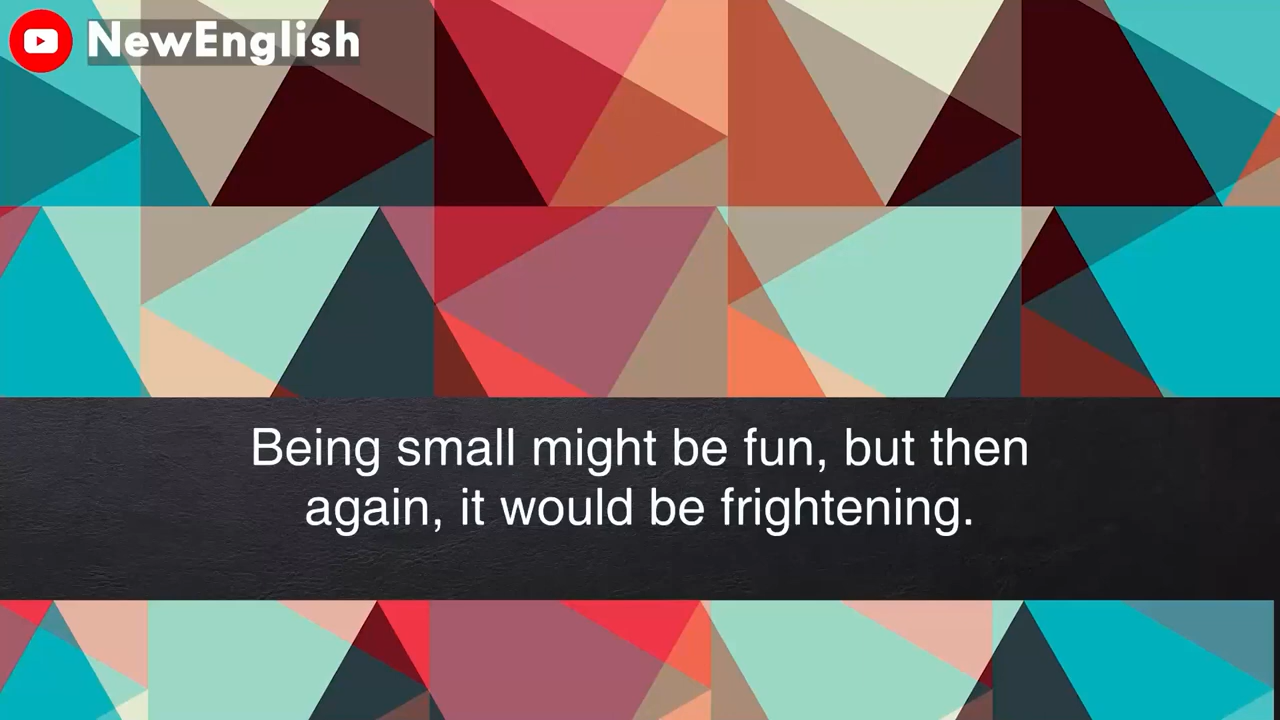 NewEnglish
Being small might be fun, but then
again, it would be frightening.